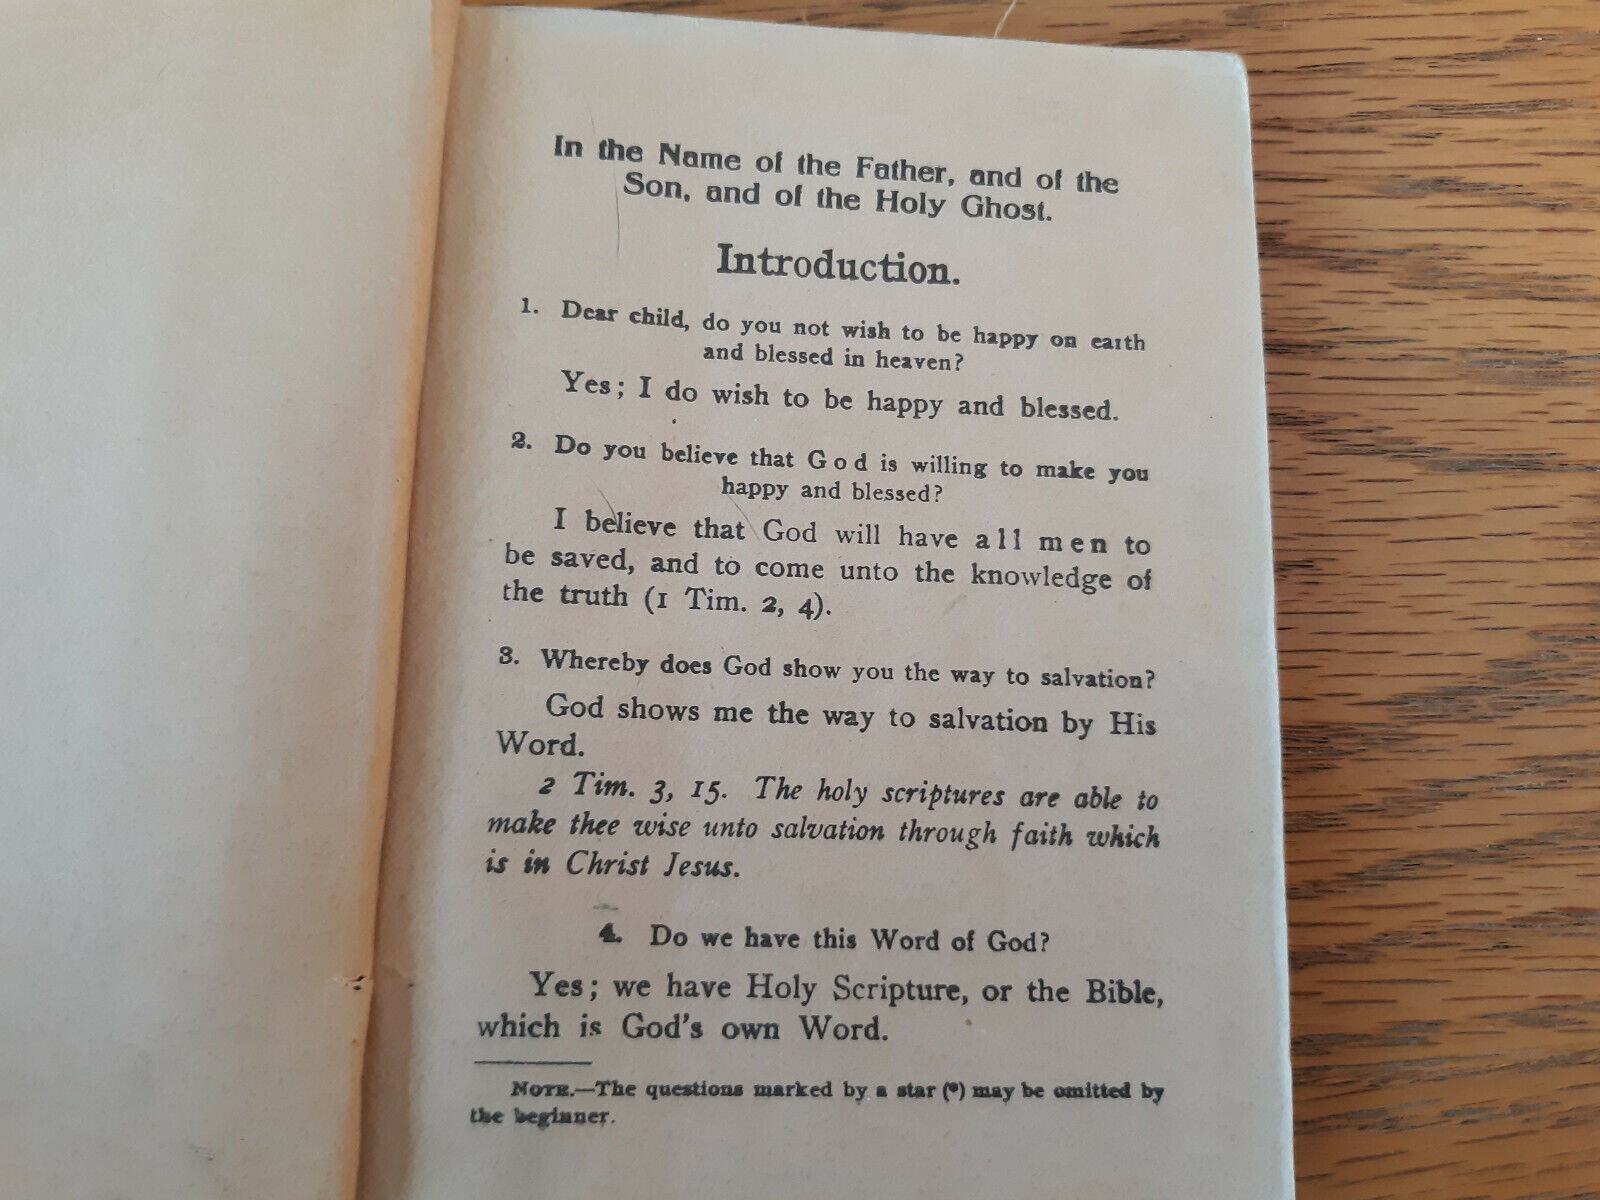 In the Name of the Father, and of the
Son, and of the Holy Ghost.
Introduction.
1. Dear child, do you not wish to be happy on earth
and blessed in heaven?
Yes; I do wish to be happy and blessed.
2. Do you believe that God is willing to make you
happy and blessed?
I believe that God will have all men to
be saved, and to come unto the knowledge of
the truth (1 Tim. 2, 4).
3. Whereby does God show you the way to salvation?
God shows me the way to salvation by His
Word.
2 Tim. 3, 15. The holy scriptures are able to
make thee wise unto salvation through faith which
is in Christ Jesus.
4. Do we have this Word of God?
Yes; we have Holy Scripture, or the Bible,
which is God's own Word.
NOTE.—The questions marked by a star (*) may be omitted by
the beginner.